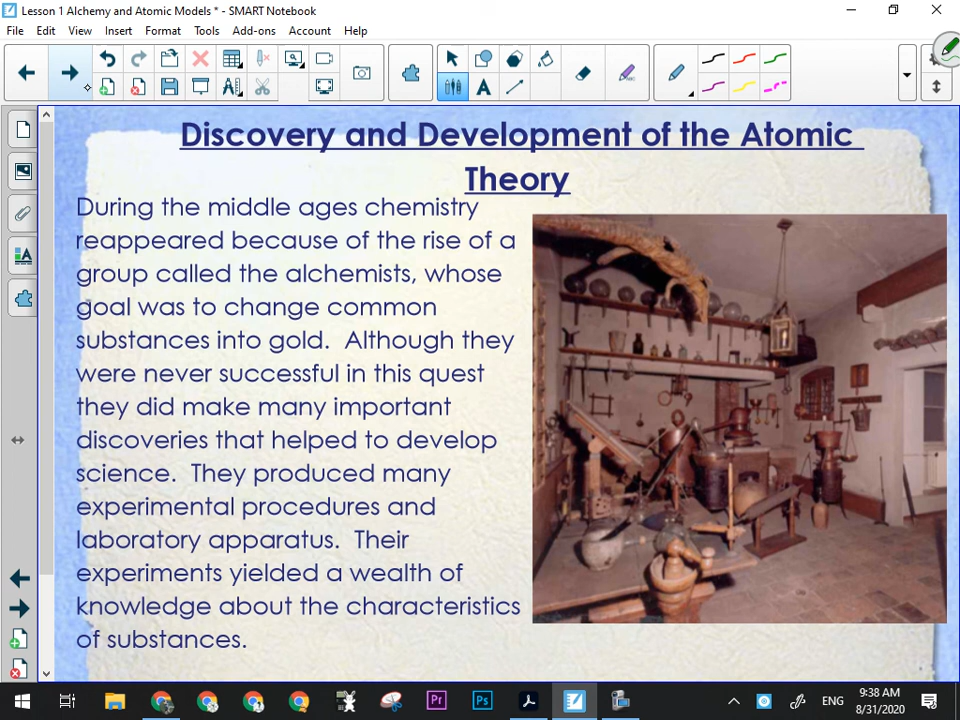 Lesson 1 Alchemy and Atomic Models * - SMART Notebook
File Edit View Insert Format Tools Add-ons Account Help
A
A
Discovery and Development of the Atomic
Theory
During the middle ages chemistry
reappeared because of the rise of a
group called the alchemists, whose
goal was to change common
substances into gold. Although they
were never successful in this quest
they did make many important
discoveries that helped to develop
science. They produced many
experimental procedures and
laboratory apparatus. Their
experiments yielded a wealth of
knowledge about the characteristics
of substances.
Pr
Ps
ENG
9:38 AM
8/31/2020